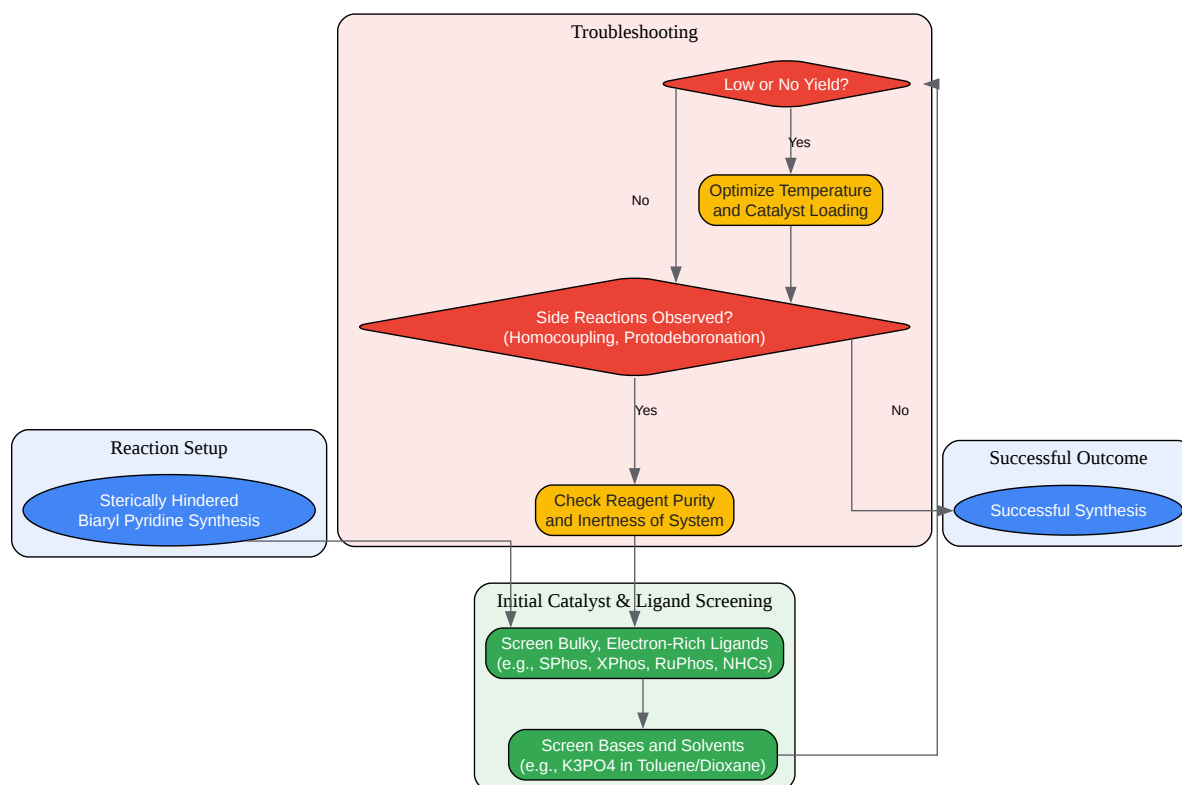 Troubleshooting
Low or No Yield?
Yes
Optimize Temperature
and Catalyst Loading
No
Side Reactions Observed?
(Homocoupling, Protodeboronation)
Yes
No
Reaction Setup
Sterically Hindered
Biaryl Pyridine Synthesis
Check Reagent Purity
and Inertness of System
Successful Outcome
Successful Synthesis
Initial Catalyst & Ligand Screening
Screen Bulky, Electron-Rich Ligands
(e.g., SPhos, XPhos, RuPhos, NHCs)
Screen Bases and Solvents
(e.g., K3PO4 in Toluene/Dioxane)